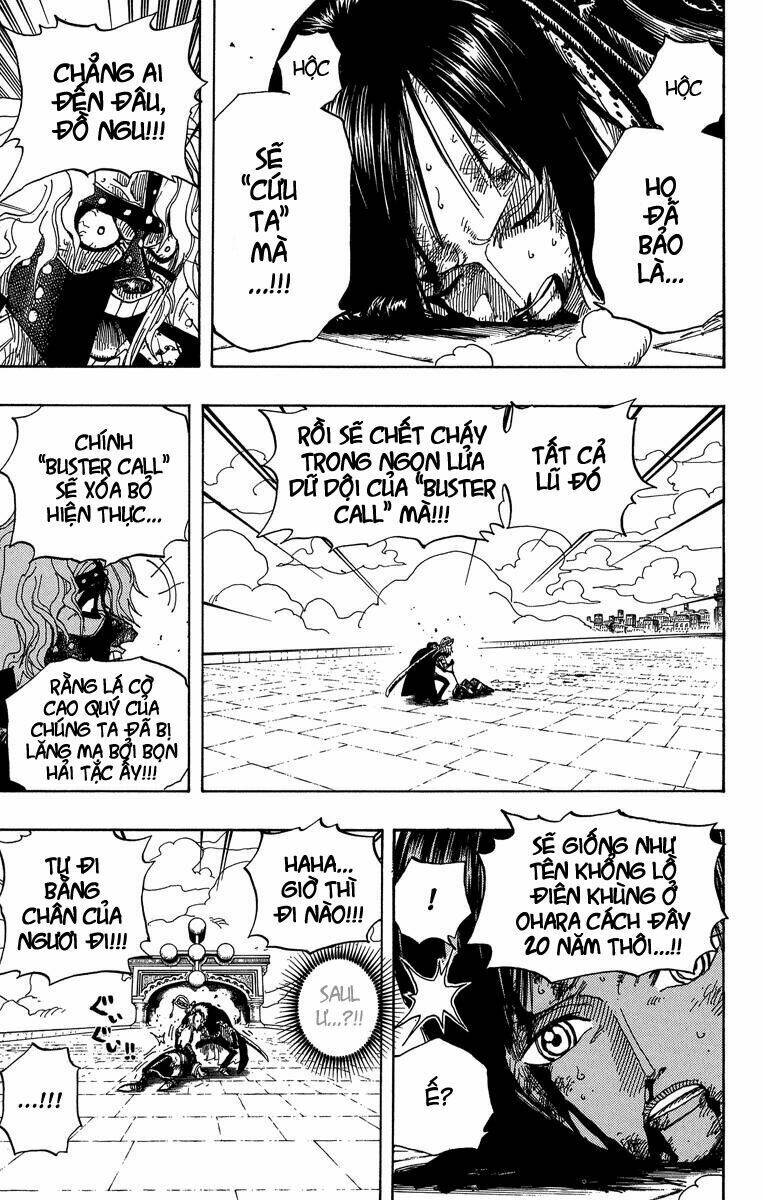 HỘC
HỘC
HỌ
ĐÃ
BẢO
LÀ...
SẼ
"CỨU
TA"
MÀ
...!!!
CHẲNG AI
ĐẾN ĐÂU,
ĐỒ NGU!!!
TẤT CẢ
LŨ ĐÓ
RỒI SẼ CHẾT CHÁY
TRONG NGỌN LỬA
DỮ DỘI CỦA "BUSTER
CALL" MÀ!!!
CHÍNH
"BUSTER CALL"
SẼ XÓA BỎ
HIỆN THỰC...
RẰNG LÁ CỜ
CAO QUÝ CỦA
CHÚNG TA ĐÃ BỊ
LĂNG MẠ BỞI BỌN
HẢI TẶC ẤY!!!
SẼ GIỐNG NHƯ
TÊN KHỔNG LỒ
ĐIÊN KHÙNG Ở
OHARA CÁCH ĐÂY
20 NĂM THÔI...!!
!
Ế?
SAUL
Ư...?!!
HAHA...
GIỜ THÌ
ĐI NÀO!!!
TỰ ĐI
BẰNG
CHÂN CỦA
NGƯƠI ĐI!!!
ぐいっ!!
...!!!